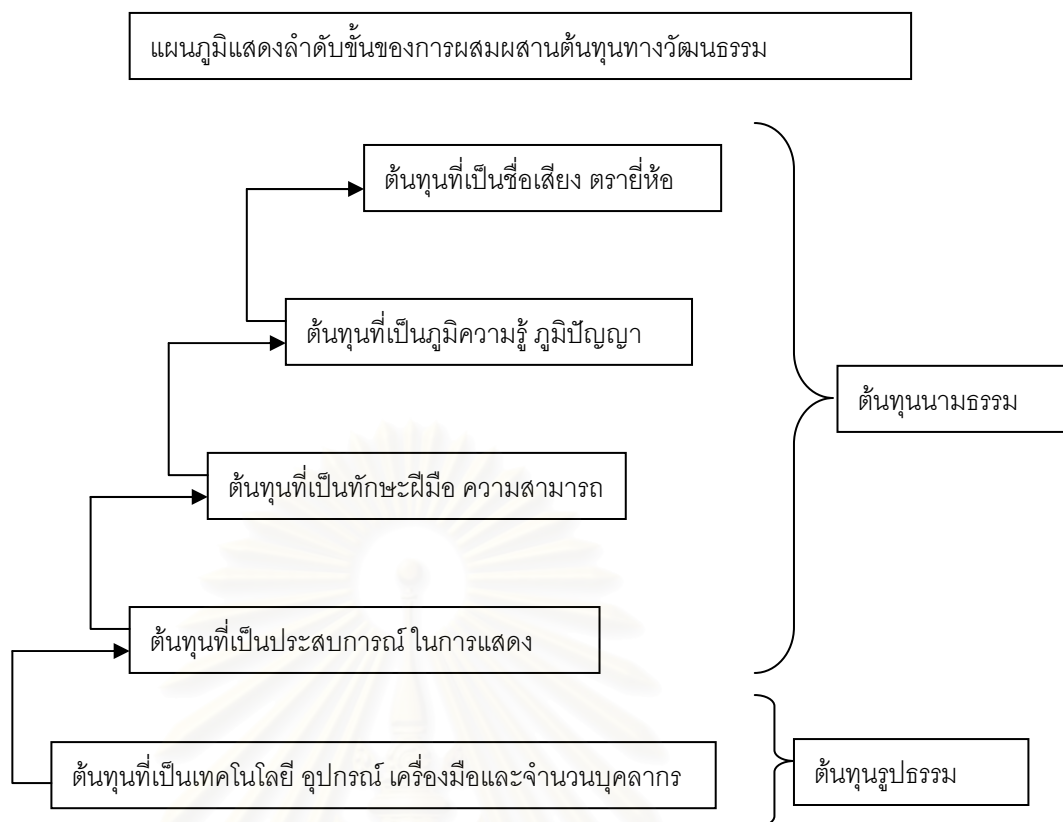 แผนภูมิแสดงลำดับขั้นของการผสมผสานต้นทุนทางวัฒนธรรม
ต้นทุนที่เป็นชื่อเสียง ตรายี่ห้อ
ต้นทุนที่เป็นภูมิความรู้ ภูมิปัญญา
ต้นทุนนามธรรม
ต้นทุนที่เป็นทักษะฝีมือ ความสามารถ
ต้นทุนที่เป็นประสบการณ์ ในการแสดง
ต้นทุนที่เป็นเทคโนโลยี อุปกรณ์ เครื่องมือและจำนวนบุคลากร
ต้นทุนรูปธรรม